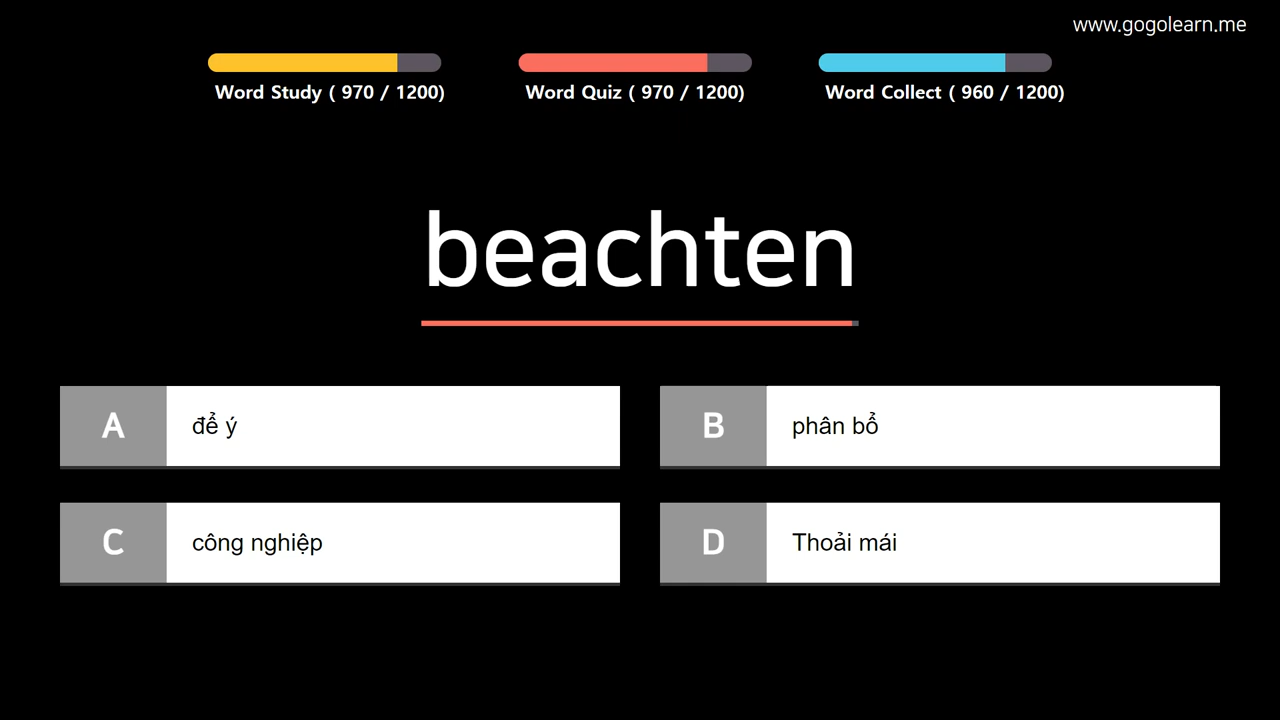 www.gogolearn.me
Word Study ( 970 / 1200)
Word Quiz ( 970 / 1200)
Word Collect ( 960 / 1200)
beachten
A để ý
B phân bổ
C công nghiệp
D Thoải mái